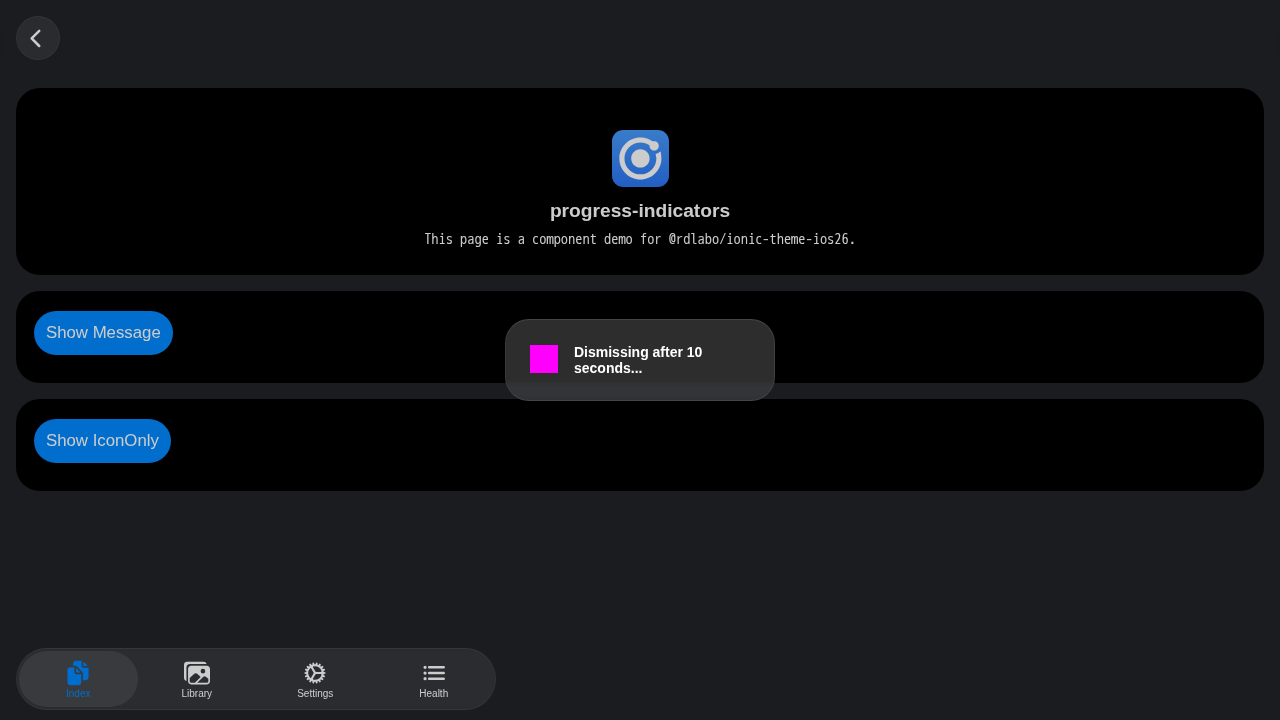 progress-indicators
This page is a component demo for @rdlabo/ionic-theme-ios26.
Show Message
Dismissing after 10
seconds...
Show IconOnly
Index
Library
Settings
Health